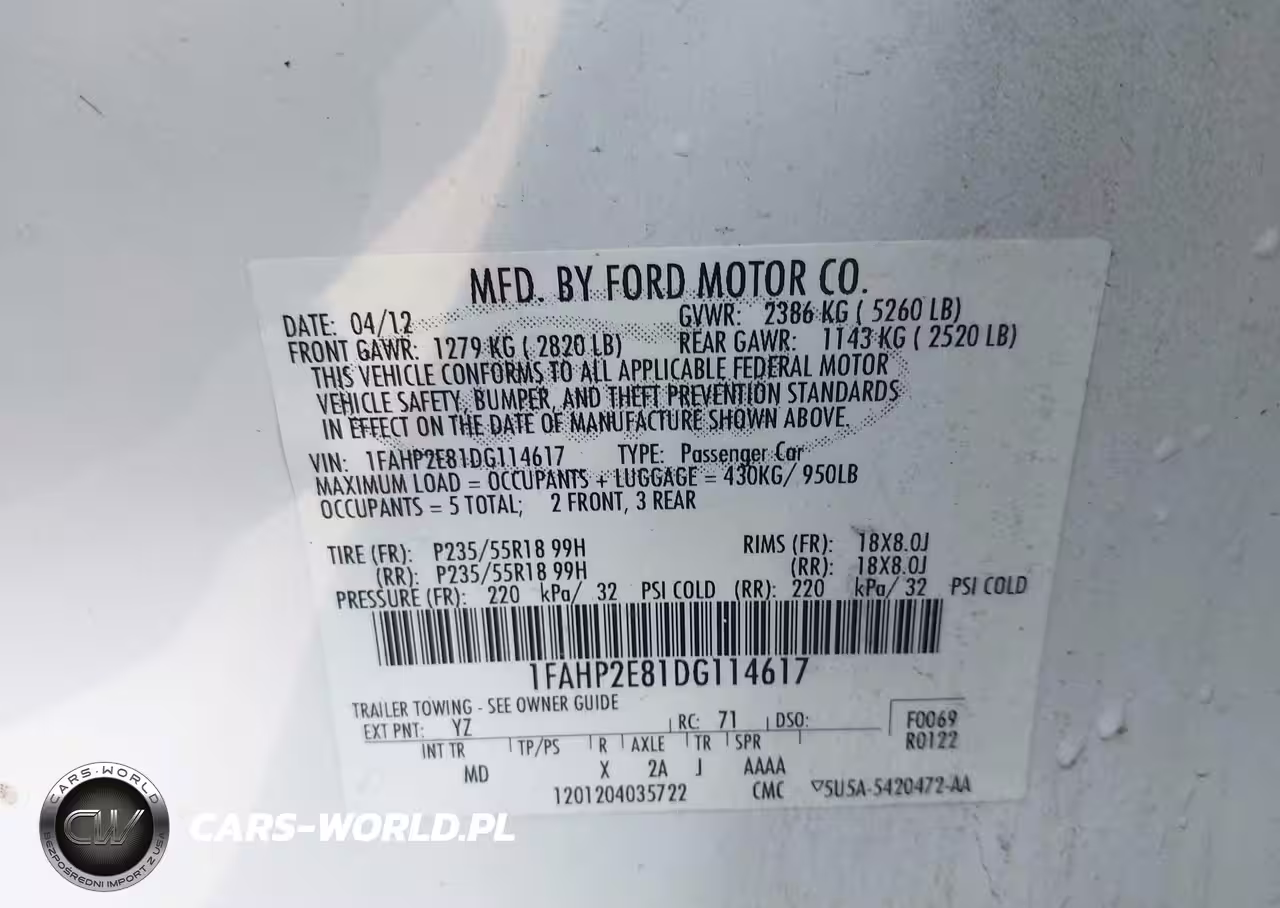 MFD. BY FORD MOTOR CO.
DATE: 04/12 GVWR: 2386 KG ( 5260 LB)
FRONT GAWR: 1279 KG ( 2820 LB) REAR GAWR: 1143 KG ( 2520 LB)
THIS VEHICLE CONFORMS TO ALL APPLICABLE FEDERAL MOTOR
VEHICLE SAFETY, BUMPER, AND THEFT PREVENTION STANDARDS
IN EFFECT ON THE DATE OF MANUFACTURE SHOWN ABOVE.
VIN: 1FAHP2E81DG114617 TYPE: Passenger Car
MAXIMUM LOAD = OCCUPANTS + LUGGAGE = 430KG/ 950LB
OCCUPANTS = 5 TOTAL; 2 FRONT, 3 REAR
TIRE (FR): P235/55R18 99H RIMS (FR): 18X8.0J
(RR): P235/55R18 99H (RR): 18X8.0J
PRESSURE (FR): 220 kPa/ 32 PSI COLD (RR): 220 kPa/ 32 PSI COLD
1FAHP2E81DG114617
TRAILER TOWING - SEE OWNER GUIDE
EXT PNT: YZ RC: 71 DSO: F0069
R0122
INT TR TP/PS R AXLE TR SPR
MD X 2A J AAAA
1201204035722 CMC ▽5U5A-5420472-AA
CARS-WORLD
CW
BEZPOŚREDNI IMPORT Z USA
CARS-WORLD.PL